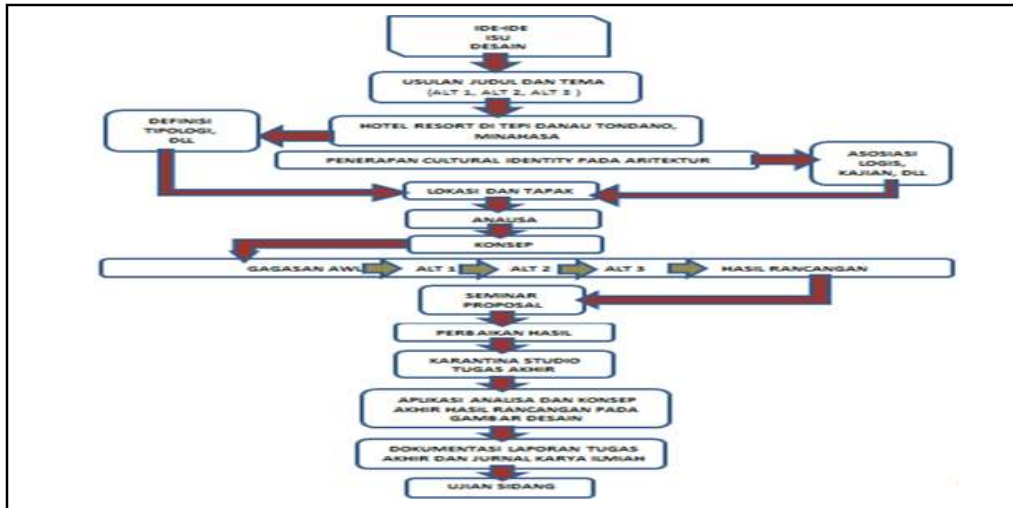 IDE-IDE
ISU
DESAIN
USULAN JUDUL DAN TEMA
(ALT 1, ALT 2, ALT 3 )
DEFINISI
TIPOLOGI,
DLL
HOTEL RESORT DI TEPI DANAU TONDANO,
MINAHASA
PENERAPAN CULTURAL IDENTITY PADA ARITEKTUR
ASOSIASI
LOGIS,
KAJIAN, DLL
LOKASI DAN TAPAK
ANALISA
KONSEP
GAGASAN AWL ALT 1 ALT 2 ALT 3 HASIL RANCANGAN
SEMINAR
PROPOSAL
PERBAIKAN HASIL
KARANTINA STUDIO
TUGAS AKHIR
APLIKASI ANALISA DAN KONSEP
AKHIR HASIL RANCANGAN PADA
GAMBAR DESAIN
DOKUMENTASI LAPORAN TUGAS
AKHIR DAN JURNAL KARYA ILMIAH
UJIAN SIDANG